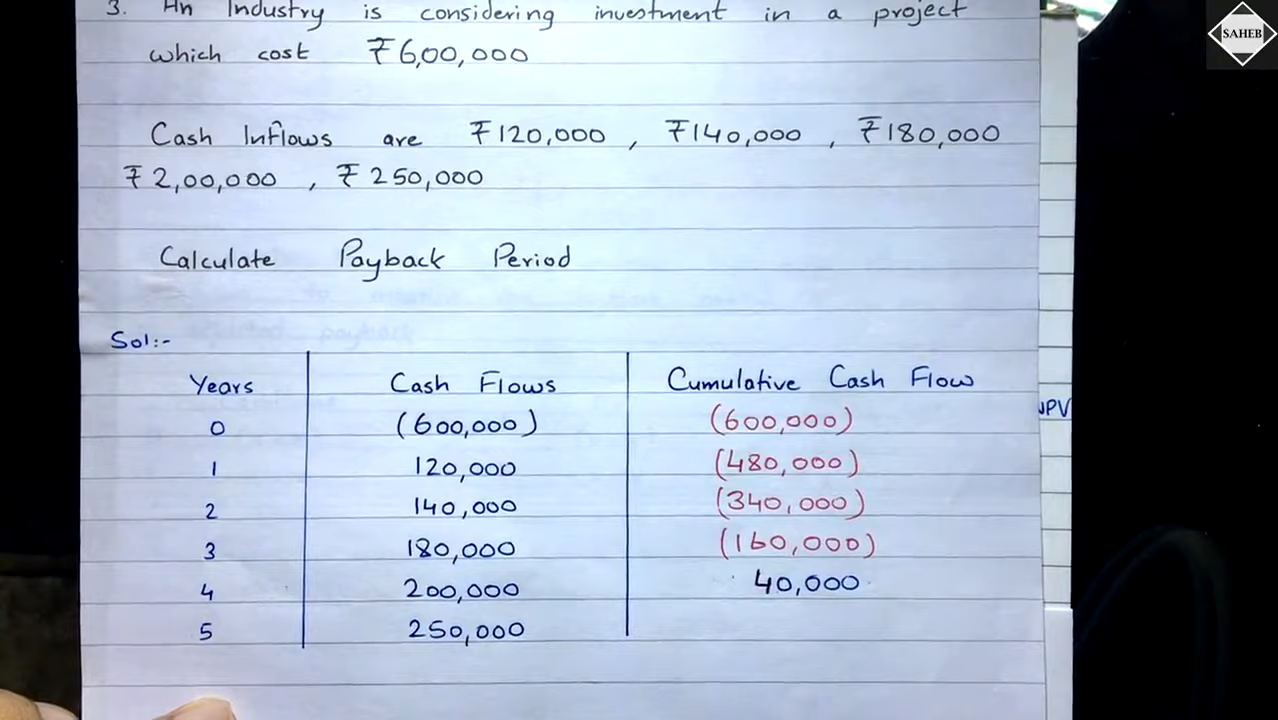 3. An Industry is considering investment in a project
which cost ₹6,00,000
Cash Inflows are ₹120,000 , ₹140,000 , ₹180,000
₹2,00,000 , ₹250,000
Calculate Payback Period
Sol:-
Years Cash Flows Cumulative Cash Flow
0 (600,000) (600,000)
1 120,000 (480,000)
2 140,000 (340,000)
3 180,000 (160,000)
4 200,000 40,000
5 250,000
NPV
SAHEB